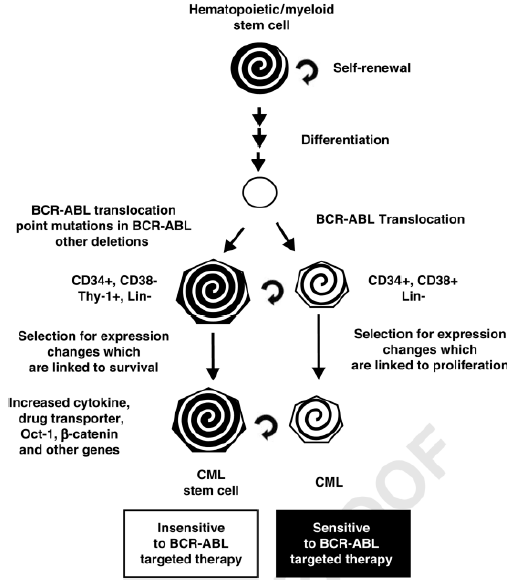 Hematopoietic/myeloid
stem cell
Self-renewal
Differentiation
BCR-ABL translocation
point mutations in BCR-ABL
other deletions
BCR-ABL Translocation
CD34+, CD38-
Thy-1+, Lin-
CD34+, CD38+
Lin-
Selection for expression
changes which
are linked to survival
Selection for expression
changes which
are linked to proliferation
Increased cytokine,
drug transporter,
Oct-1, β-catenin
and other genes
CML
stem cell
CML
Insensitive
to BCR-ABL
targeted therapy
Sensitive
to BCR-ABL
targeted therapy
OOF